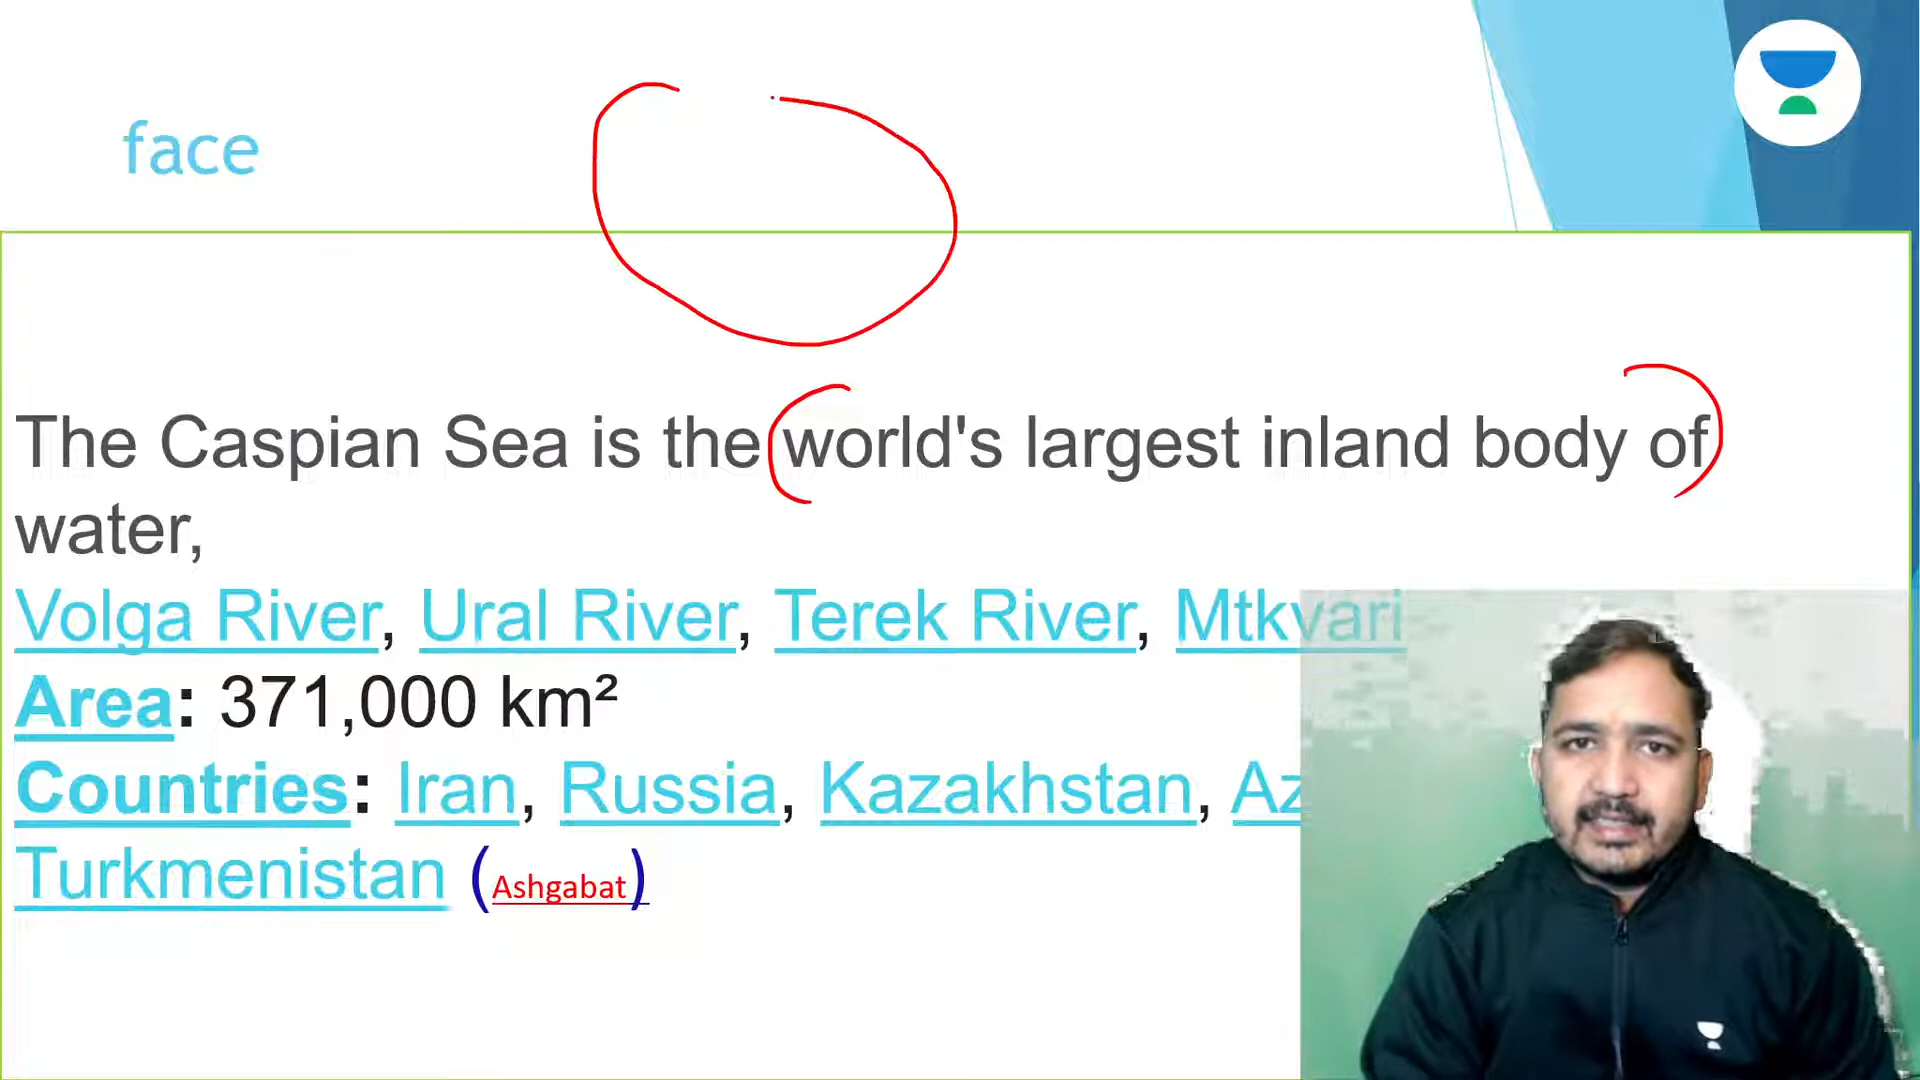 face
The Caspian Sea is the world's largest inland body of
water,
Volga River, Ural River, Terek River, Mtkvari
Area: 371,000 km²
Countries: Iran, Russia, Kazakhstan, Az
Turkmenistan (Ashgabat)